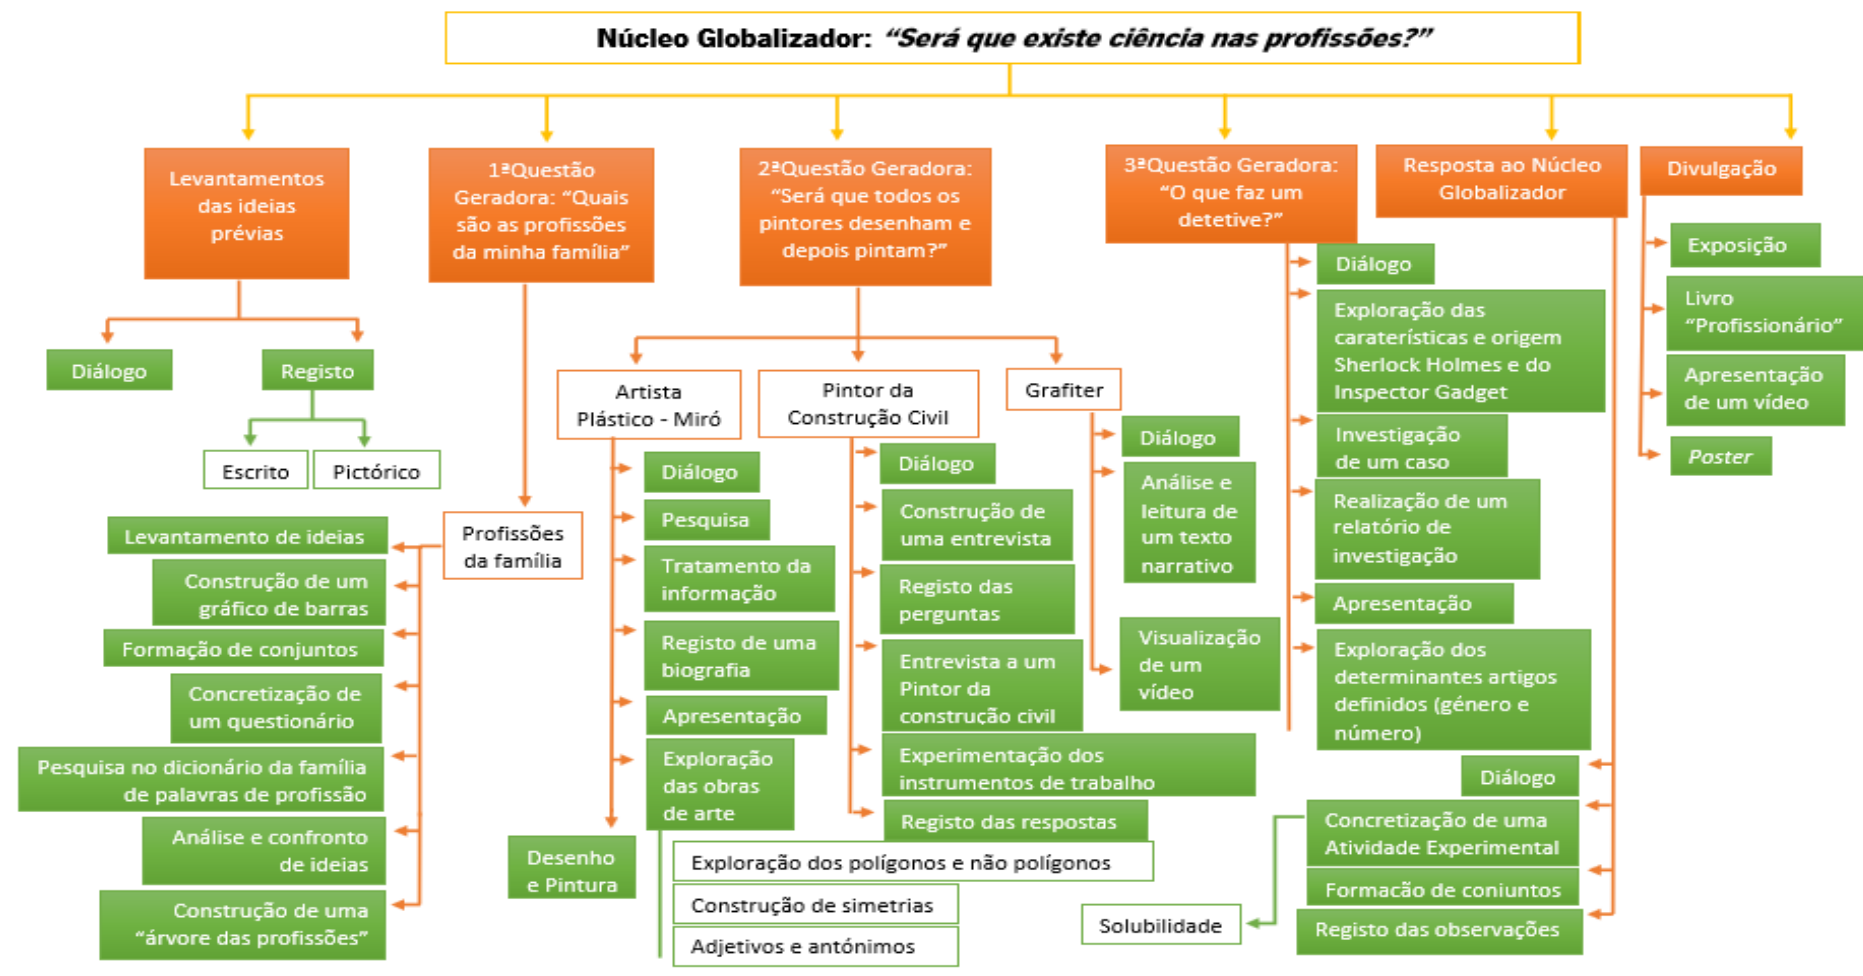 Núcleo Globalizador: “Será que existe ciência nas profissões?”
Levantamentos
das ideias
prévias
Diálogo
Registo
Escrito
Pictórico
1ªQuestão
Geradora: “Quais
são as profissões
da minha família”
Profissões
da família
Levantamento de ideias
Construção de um
gráfico de barras
Formação de conjuntos
Concretização de
um questionário
Pesquisa no dicionário da família
de palavras de profissão
Análise e confronto
de ideias
Construção de uma
“árvore das profissões”
2ªQuestão Geradora:
“Será que todos os
pintores desenham e
depois pintam?”
Artista
Plástico - Miró
Diálogo
Pesquisa
Tratamento da
informação
Registo de uma
biografia
Apresentação
Exploração
das obras
de arte
Exploração dos polígonos e não polígonos
Construção de simetrias
Adjetivos e antónimos
Desenho
e Pintura
Pintor da
Construção Civil
Diálogo
Construção de
uma entrevista
Registo das
perguntas
Entrevista a um
Pintor da
construção civil
Experimentação dos
instrumentos de trabalho
Registo das respostas
Grafiter
Diálogo
Análise e
leitura de
um texto
narrativo
Visualização
de um
vídeo
3ªQuestão Geradora:
“O que faz um
detetive?”
Diálogo
Exploração das
caraterísticas e origem
Sherlock Holmes e do
Inspector Gadget
Investigação
de um caso
Realização de um
relatório de
investigação
Apresentação
Exploração dos
determinantes artigos
definidos (género e
número)
Resposta ao Núcleo
Globalizador
Diálogo
Concretização de uma
Atividade Experimental
Solubilidade
Formação de conjuntos
Registo das observações
Divulgação
Exposição
Livro
“Profissionário”
Apresentação
de um vídeo
Poster